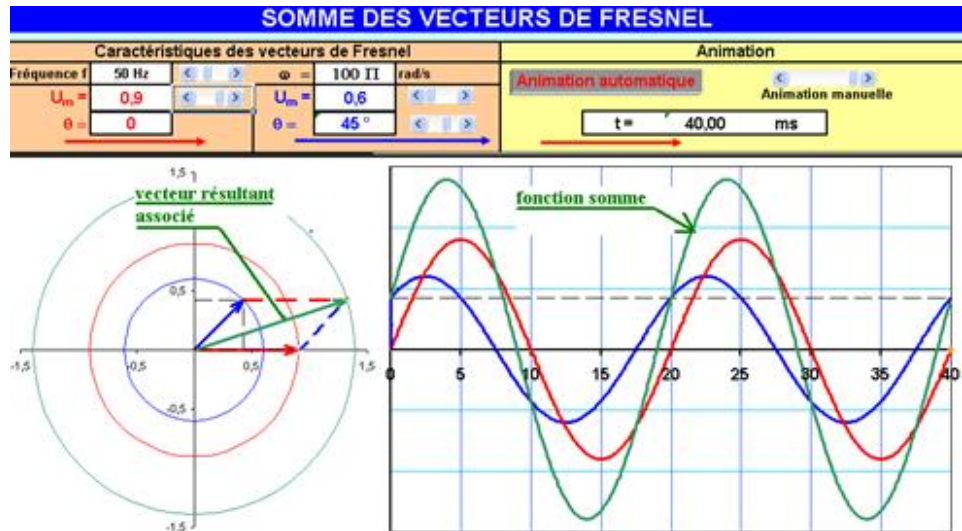 SOMME DES VECTEURS DE FRESNEL
Caractéristiques des vecteurs de Fresnel
Animation
Fréquence f 50 Hz < > ω = 100 Π rad/s
Animation automatique
< >
Animation manuelle
Um = 0,9 < > Um = 0,6 < >
θ = 0 θ = 45 ° < >
t = 40,00 ms
1,5
vecteur résultant
associé
fonction somme
0,5
-1,5 -0,5 0,5 1,5
-0,5
-1,5
0 5 10 15 20 25 30 35 40